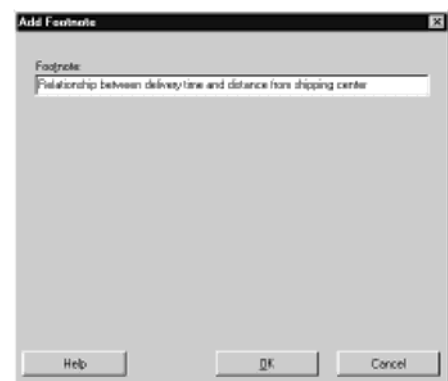 Add Footnote
Footnote:
Relationship between delivery time and distance from shipping center
Help
OK
Cancel